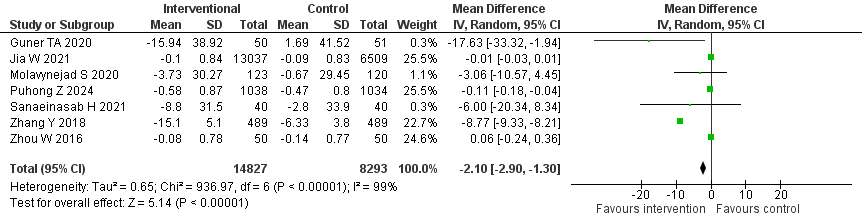 Interventional Control Mean Difference Mean Difference
Study or Subgroup Mean SD Total Mean SD Total Weight IV, Random, 95% CI IV, Random, 95% CI
Guner TA 2020 -15.94 38.92 50 1.69 41.52 51 0.3% -17.63 [-33.32, -1.94]
Jia W 2021 -0.1 0.84 13037 -0.09 0.83 6509 25.5% -0.01 [-0.03, 0.01]
Molavynejad S 2020 -3.73 30.27 123 -0.67 29.45 120 1.1% -3.06 [-10.57, 4.45]
Puhong Z 2024 -0.58 0.87 1038 -0.47 0.8 1034 25.4% -0.11 [-0.18, -0.04]
Sanaeinasab H 2021 -8.8 31.5 40 -2.8 33.9 40 0.3% -6.00 [-20.34, 8.34]
Zhang Y 2018 -15.1 5.1 489 -6.33 3.8 489 22.7% -8.77 [-9.33, -8.21]
Zhou W 2016 -0.08 0.78 50 -0.14 0.77 50 24.6% 0.06 [-0.24, 0.36]
Total (95% CI) 14827 8293 100.0% -2.10 [-2.90, -1.30]
Heterogeneity: Tau² = 0.65; Chi² = 936.97, df = 6 (P < 0.00001); I² = 99%
Test for overall effect: Z = 5.14 (P < 0.00001)
-20 -10 0 10 20
Favours intervention Favours control